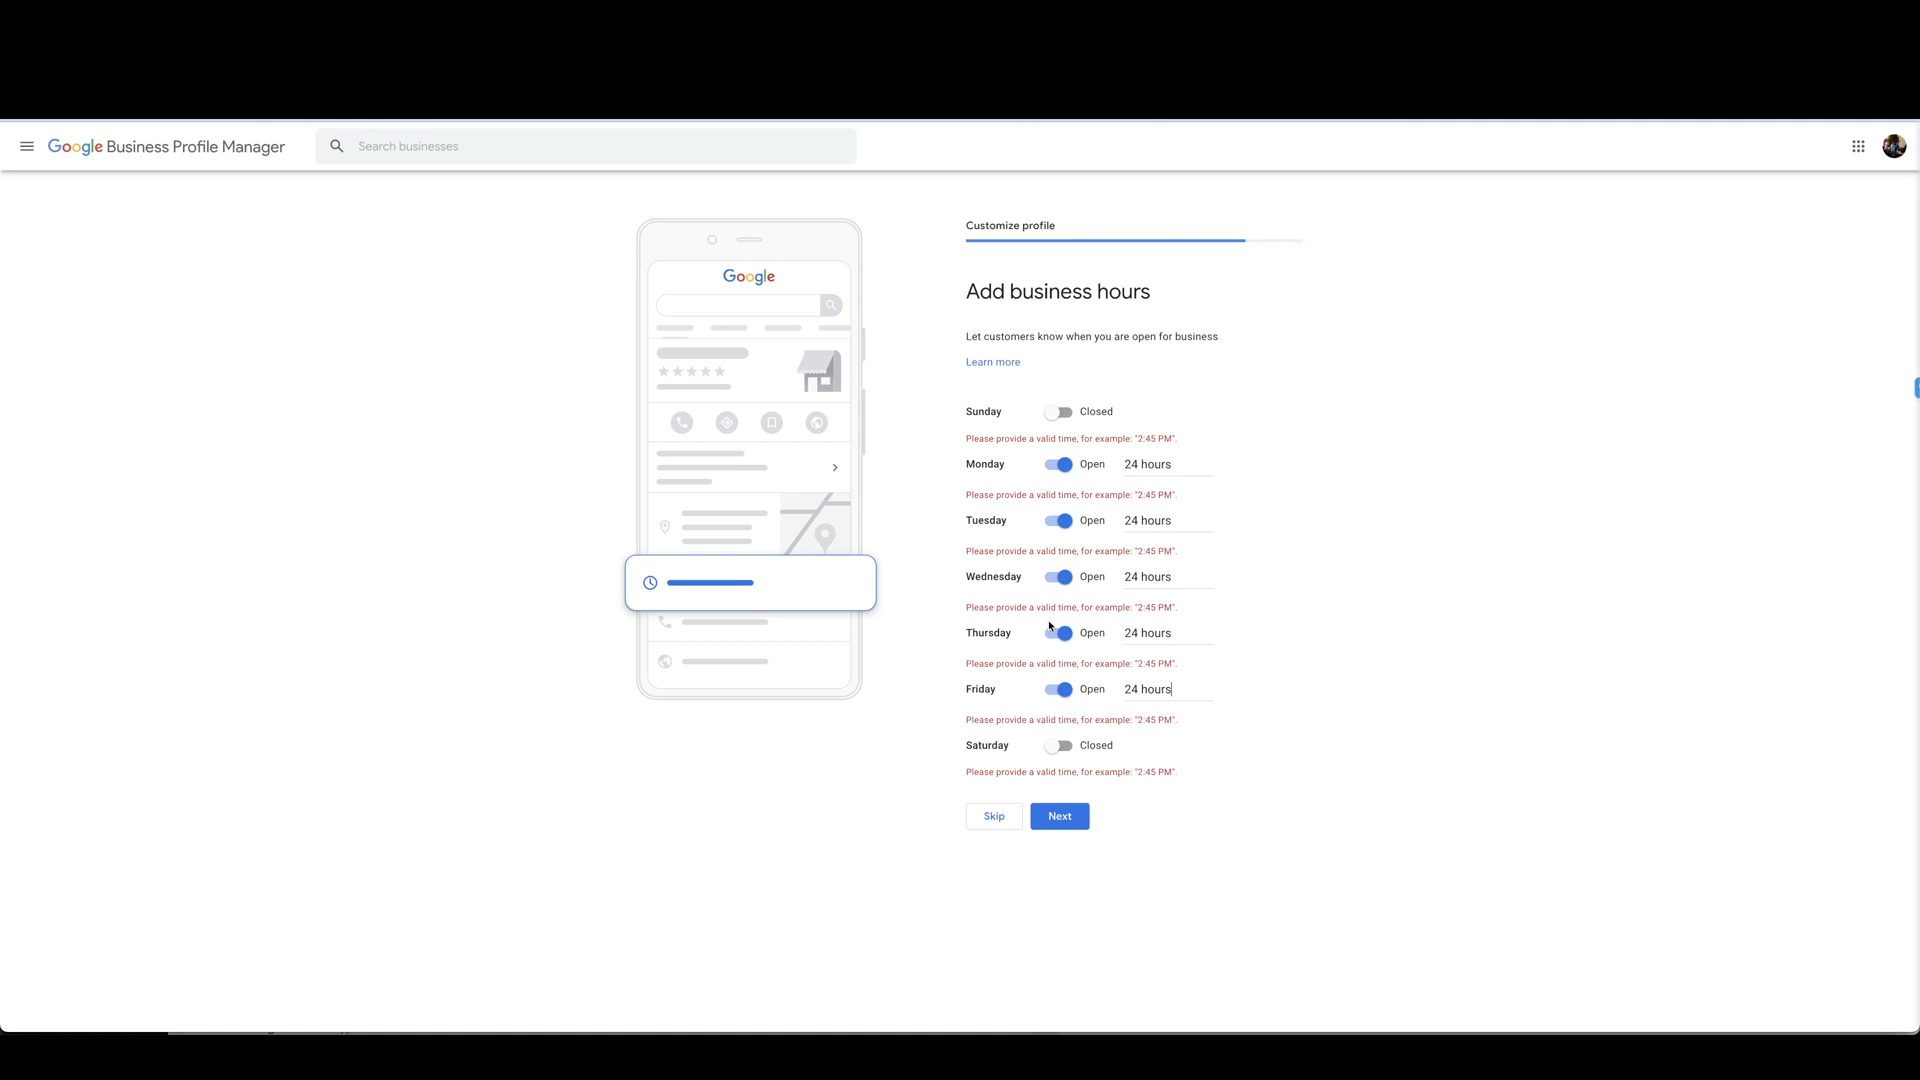 Google Business Profile Manager
Search businesses
Google
Customize profile
Add business hours
Let customers know when you are open for business
Learn more
Sunday Closed
Please provide a valid time, for example: "2:45 PM".
Monday Open 24 hours
Please provide a valid time, for example: "2:45 PM".
Tuesday Open 24 hours
Please provide a valid time, for example: "2:45 PM".
Wednesday Open 24 hours
Please provide a valid time, for example: "2:45 PM".
Thursday Open 24 hours
Please provide a valid time, for example: "2:45 PM".
Friday Open 24 hours
Please provide a valid time, for example: "2:45 PM".
Saturday Closed
Please provide a valid time, for example: "2:45 PM".
Skip Next